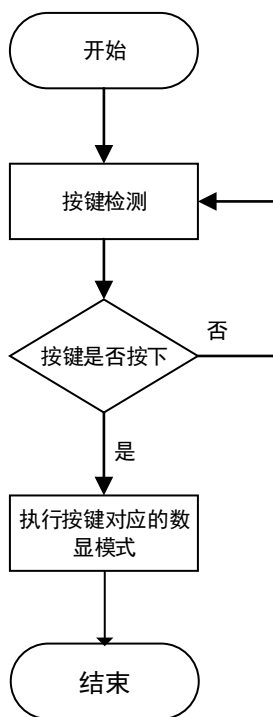 开始
按键检测
按键是否按下
否
是
执行按键对应的数
显模式
结束